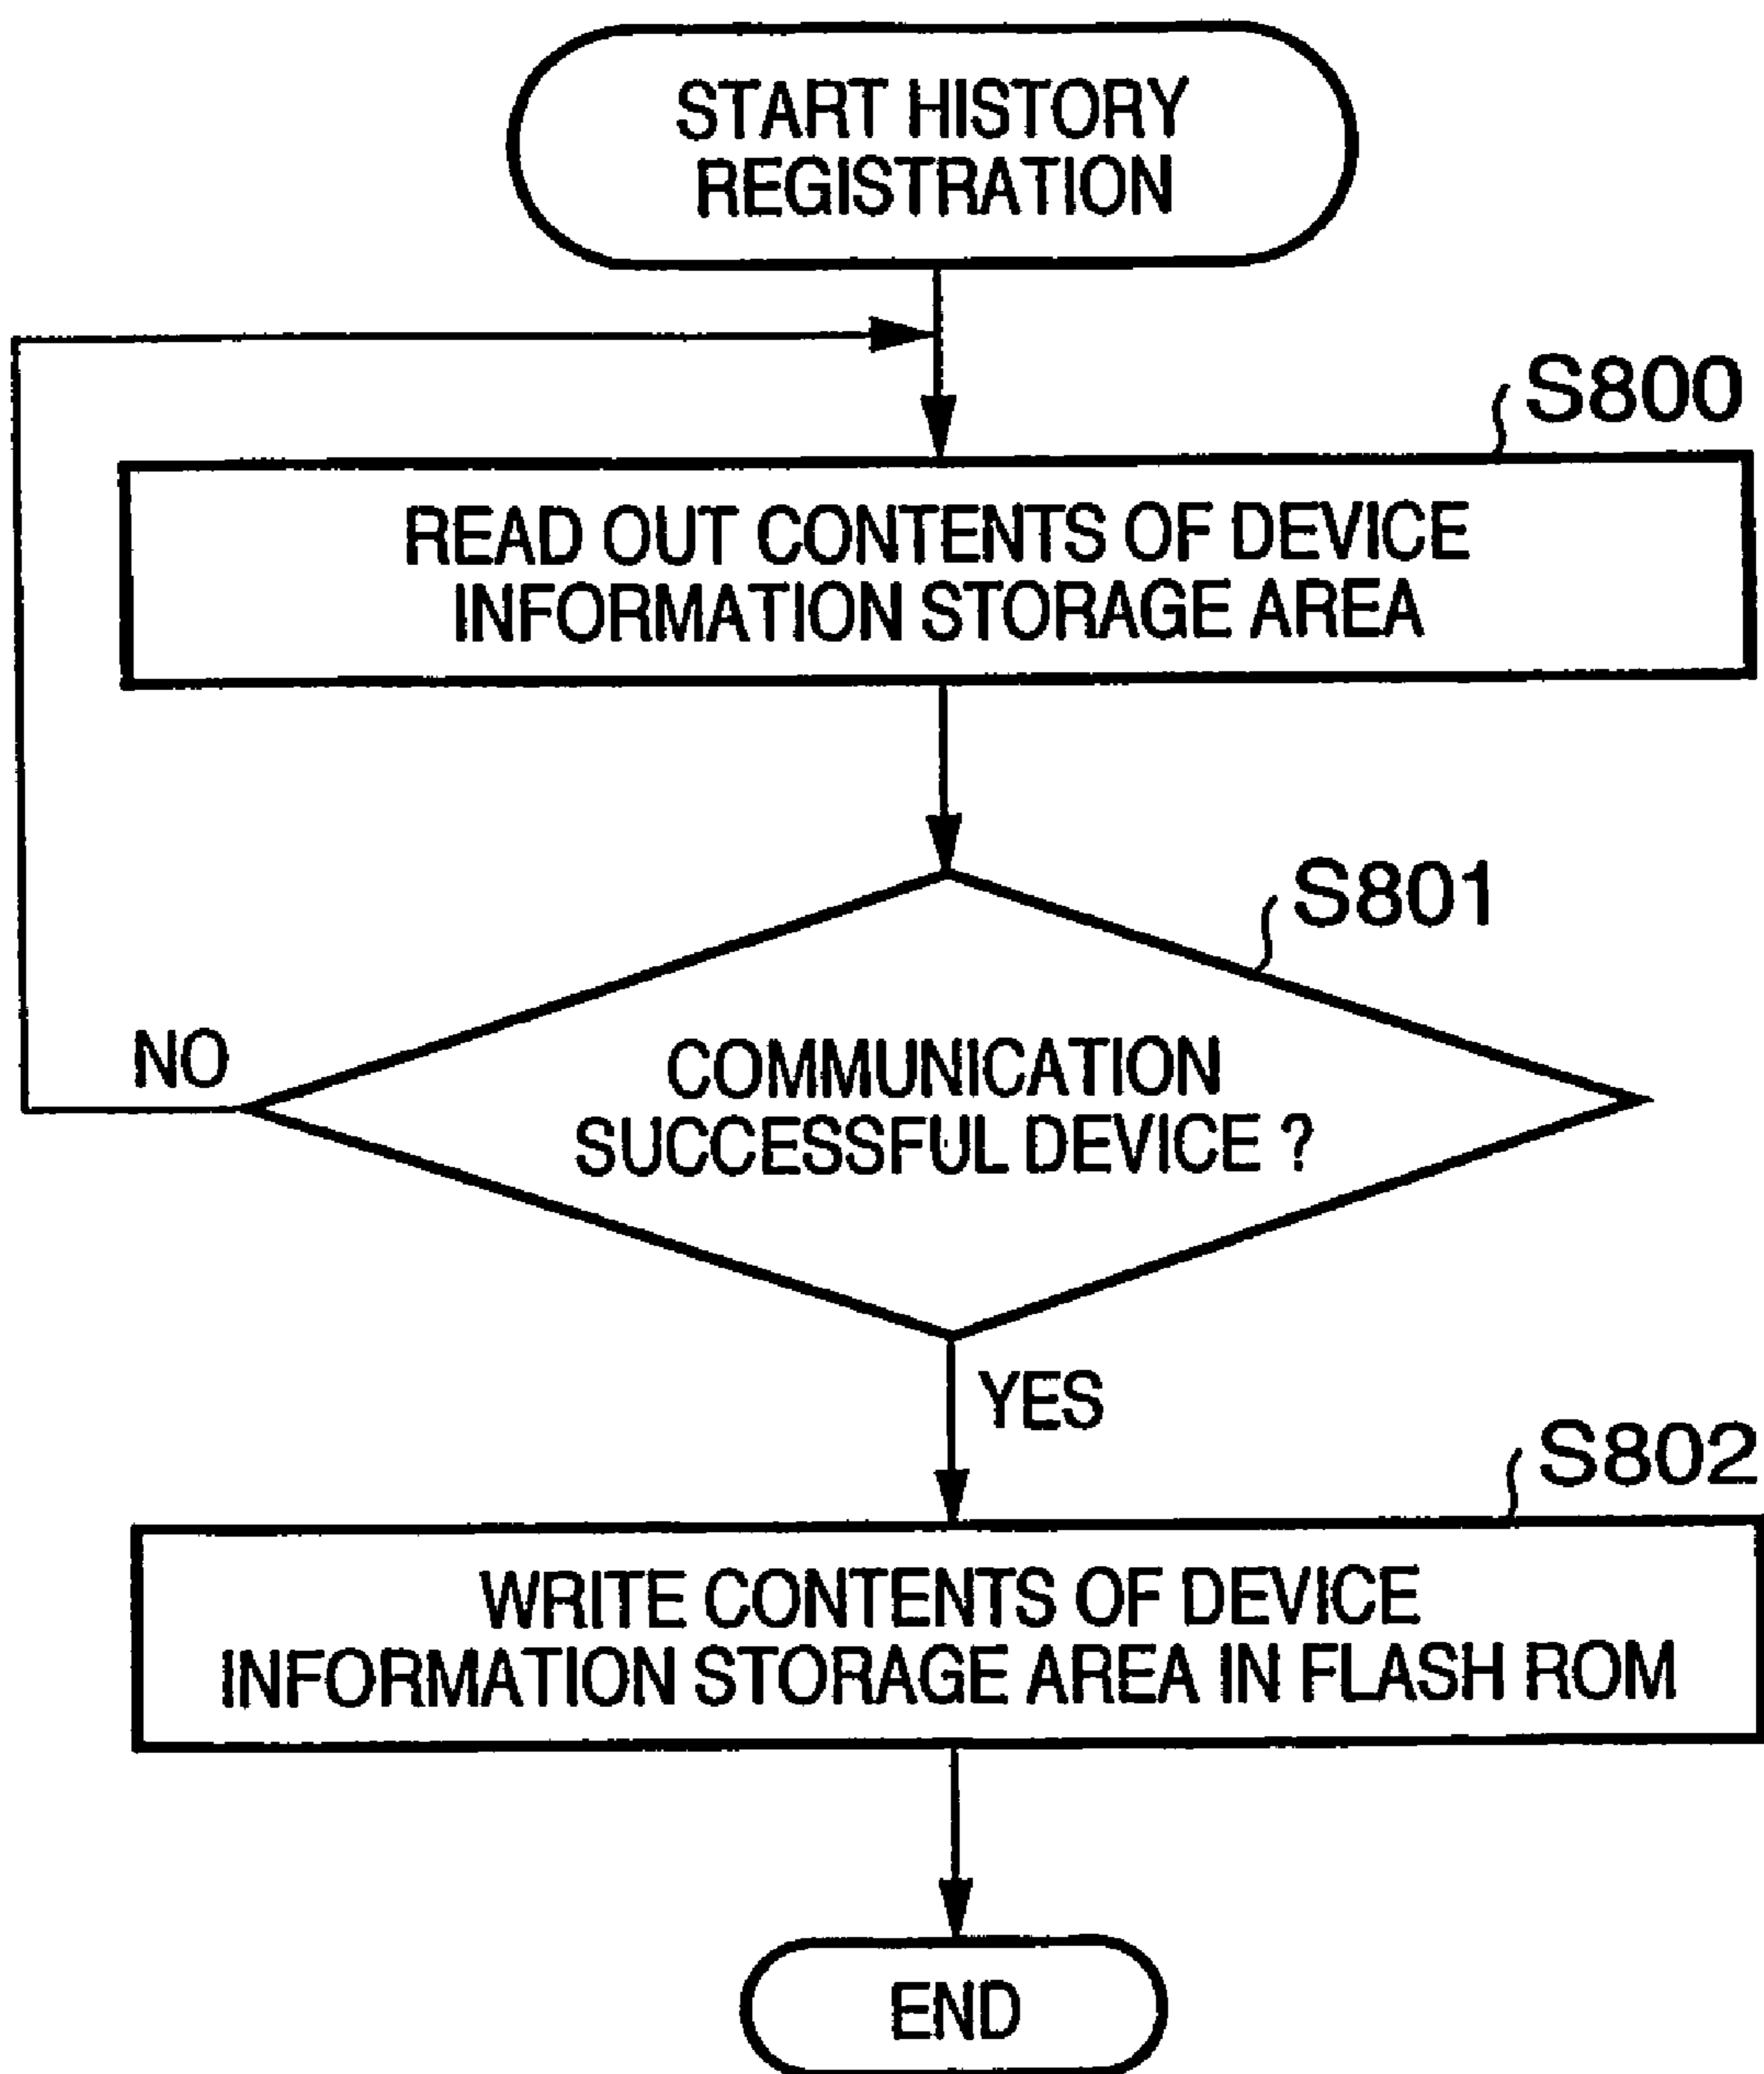 START HISTORY
REGISTRATION
S800
READ OUT CONTENTS OF DEVICE
INFORMATION STORAGE AREA
S801
NO
COMMUNICATION
SUCCESSFUL DEVICE ?
YES
S802
WRITE CONTENTS OF DEVICE
INFORMATION STORAGE AREA IN FLASH ROM
END